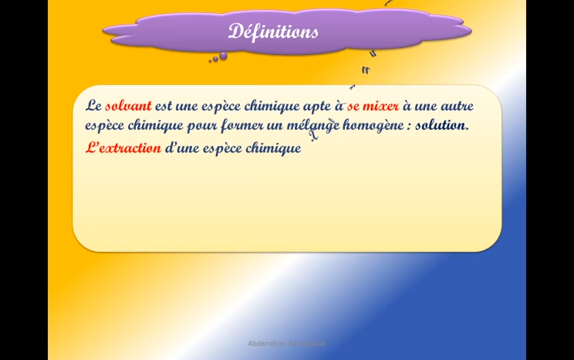 Définitions
Le solvant est une espèce chimique apte à se mixer à une autre
espèce chimique pour former un mélange homogène : solution.
L'extraction d'une espèce chimique